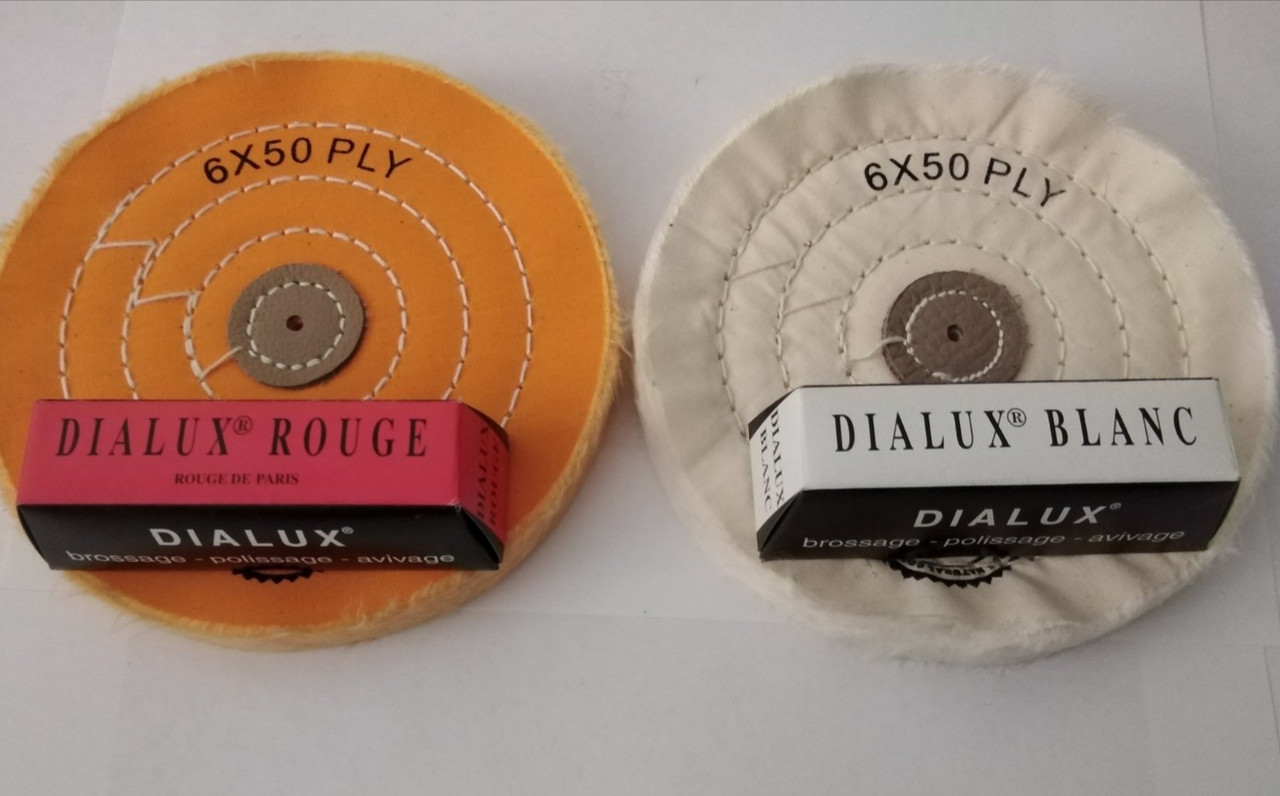 6X50 PLY
DIALUX® ROUGE
ROUGE DE PARIS
DIALUX ROUGE
DIALUX®
brossage - polissage - avivage
6X50 PLY
DIALUX® BLANC
DIALUX BLANC
DIALUX®
brossage - polissage - avivage